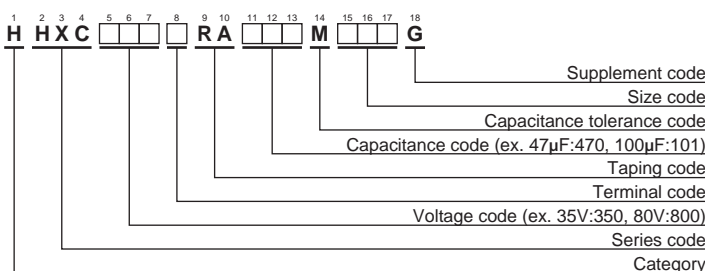 1 2 3 4 5 6 7 8 9 10 11 12 13 14 15 16 17 18
H HXC □□□ □ RA □□□ M □□□ G
Supplement code
Size code
Capacitance tolerance code
Capacitance code (ex. 47µF:470, 100µF:101)
Taping code
Terminal code
Voltage code (ex. 35V:350, 80V:800)
Series code
Category